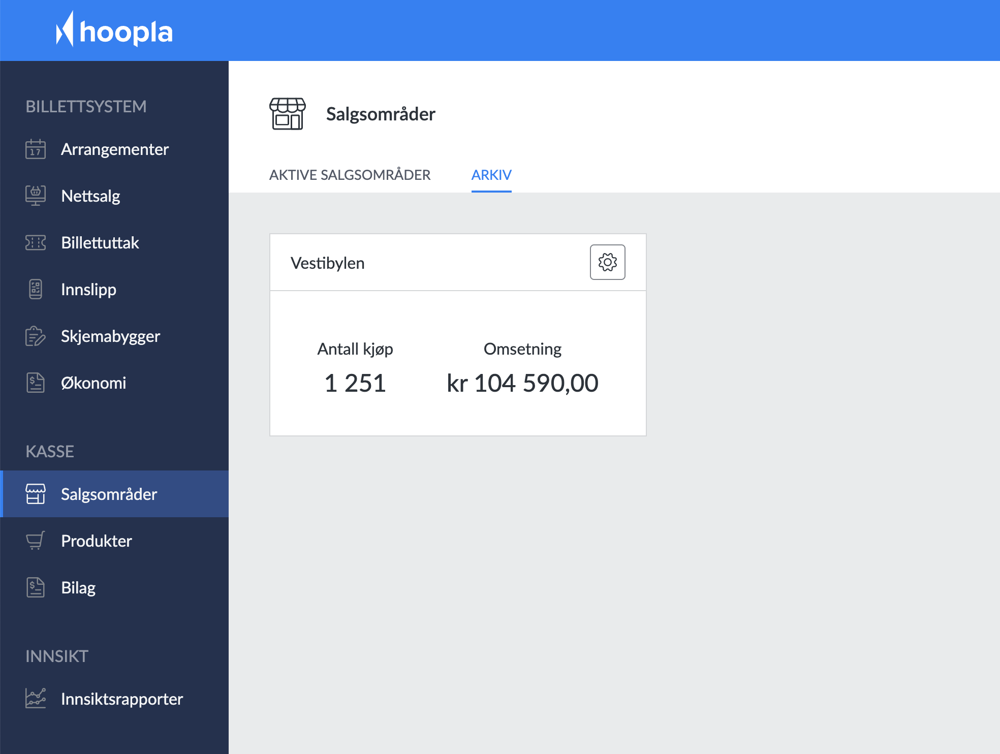 hoopla
BILLETTSYSTEM
17
Arrangementer
Nettsalg
Billettuttak
Innslipp
Skjemabygger
$
Økonomi
KASSE
Salgsområder
Produkter
$
Bilag
INNSIKT
Innsiktsrapporter
Salgsområder
AKTIVE SALGSOMRÅDER
ARKIV
Vestibylen
Antall kjøp
1 251
Omsetning
kr 104 590,00